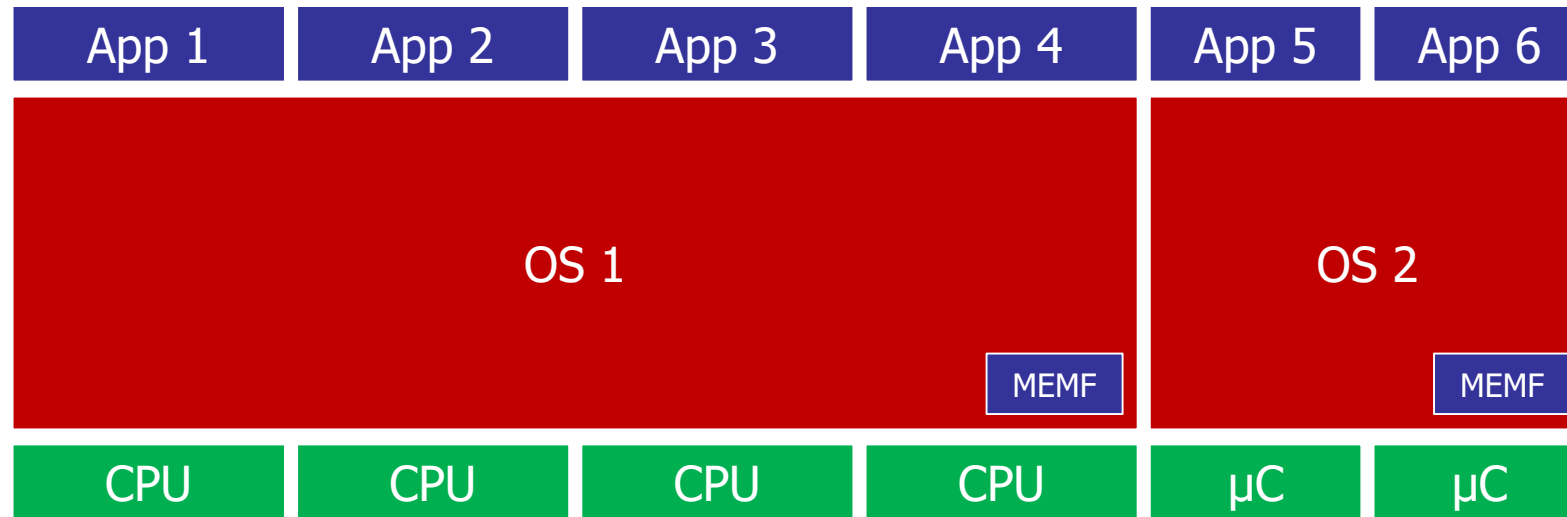 App 1
App 2
App 3
App 4
App 5
App 6
OS 1
OS 2
MEMF
MEMF
CPU
CPU
CPU
CPU
µC
µC